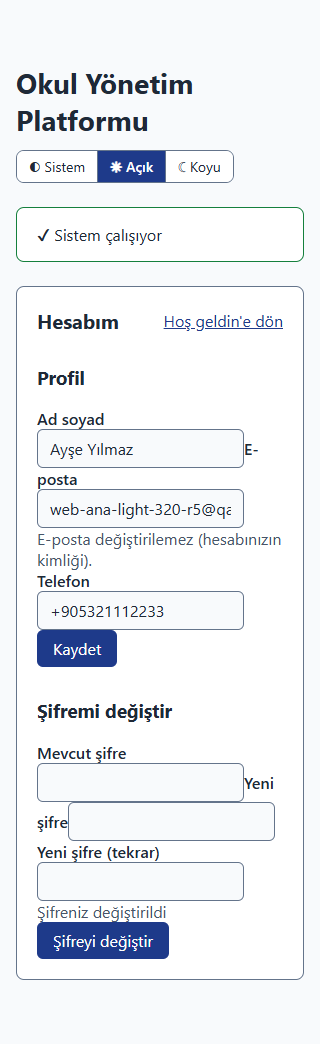 Okul Yönetim
Platformu
◐ Sistem
☀ Açık
☾ Koyu
✓ Sistem çalışıyor
Hesabım
Hoş geldin'e dön
Profil
Ad soyad
Ayşe Yılmaz
E-
posta
web-ana-light-320-r5@qa
E-posta değiştirilemez (hesabınızın
kimliği).
Telefon
+905321112233
Kaydet
Şifremi değiştir
Mevcut şifre
Yeni
şifre
Yeni şifre (tekrar)
Şifreniz değiştirildi
Şifreyi değiştir